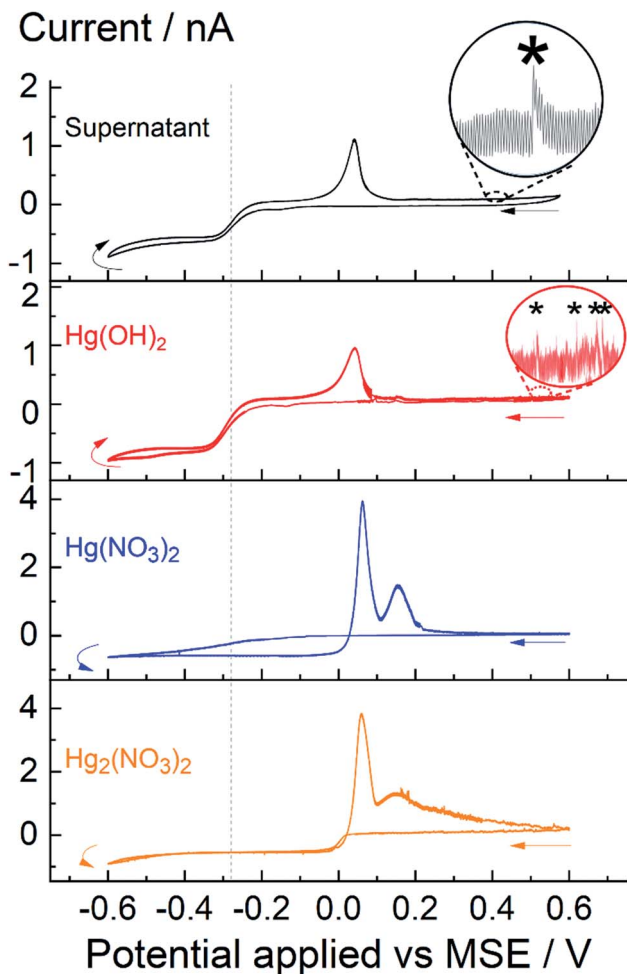 Current / nA
2
Supernatant
1
0
-1
*
2
Hg(OH)₂
1
0
-1
* * **
4
Hg(NO₃)₂
2
0
4
Hg₂(NO₃)₂
2
0
-0.6 -0.4 -0.2 0.0 0.2 0.4 0.6
Potential applied vs MSE / V